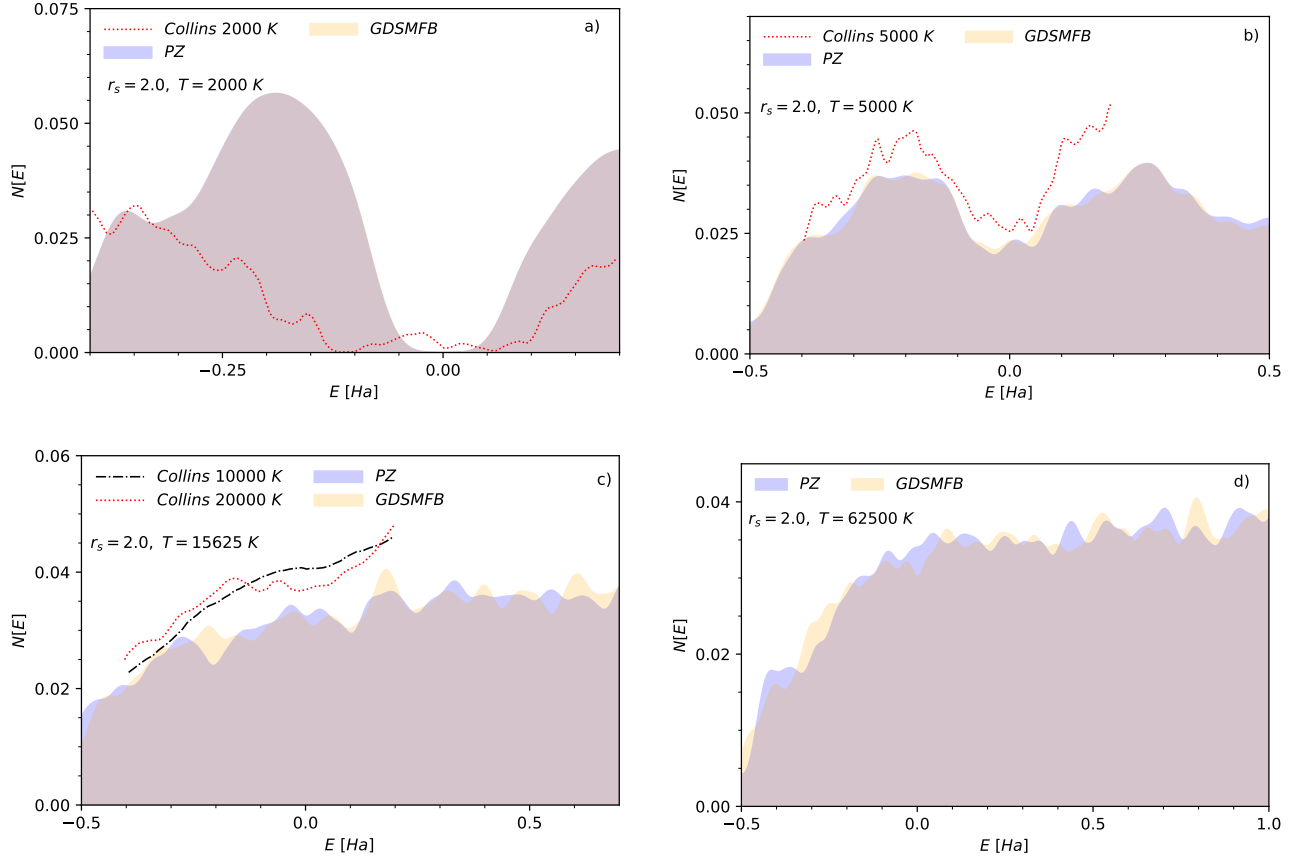 0.075
0.050
0.025
0.000
N[E]
Collins 2000 K
GDSMFB
PZ
a)
r_s = 2.0, T = 2000 K
−0.25
0.00
E [Ha]
0.050
0.025
0.000
N[E]
Collins 5000 K
GDSMFB
PZ
b)
r_s = 2.0, T = 5000 K
−0.5
0.0
0.5
E [Ha]
0.06
0.04
0.02
0.00
N[E]
Collins 10000 K
PZ
Collins 20000 K
GDSMFB
c)
r_s = 2.0, T = 15625 K
−0.5
0.0
0.5
E [Ha]
0.04
0.02
0.00
N[E]
PZ
GDSMFB
d)
r_s = 2.0, T = 62500 K
−0.5
0.0
0.5
1.0
E [Ha]